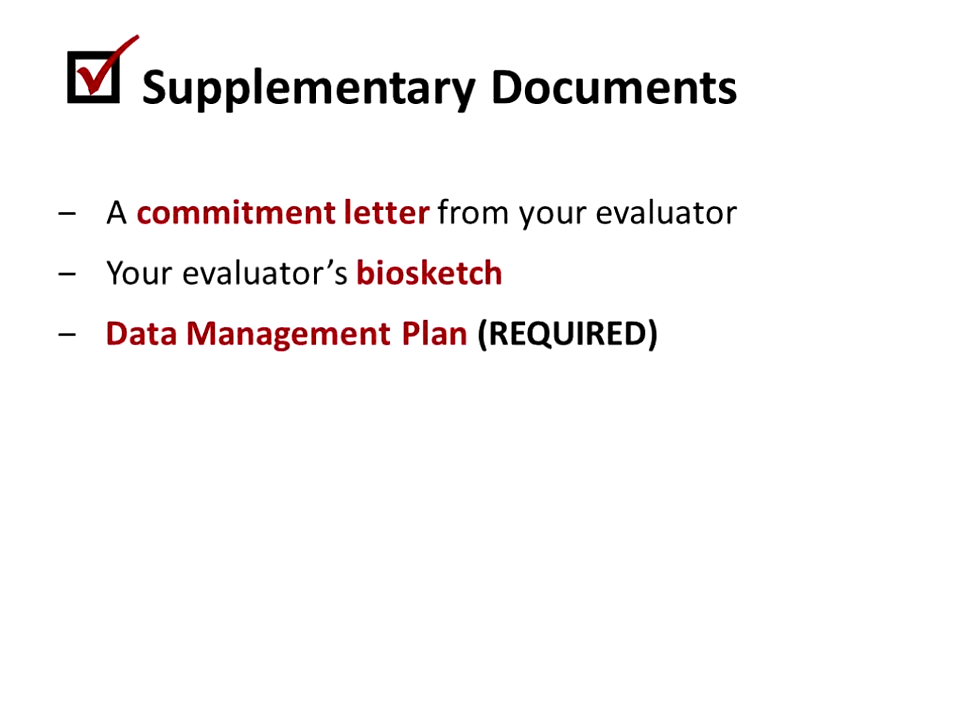 Supplementary Documents
– A commitment letter from your evaluator
– Your evaluator’s biosketch
– Data Management Plan (REQUIRED)